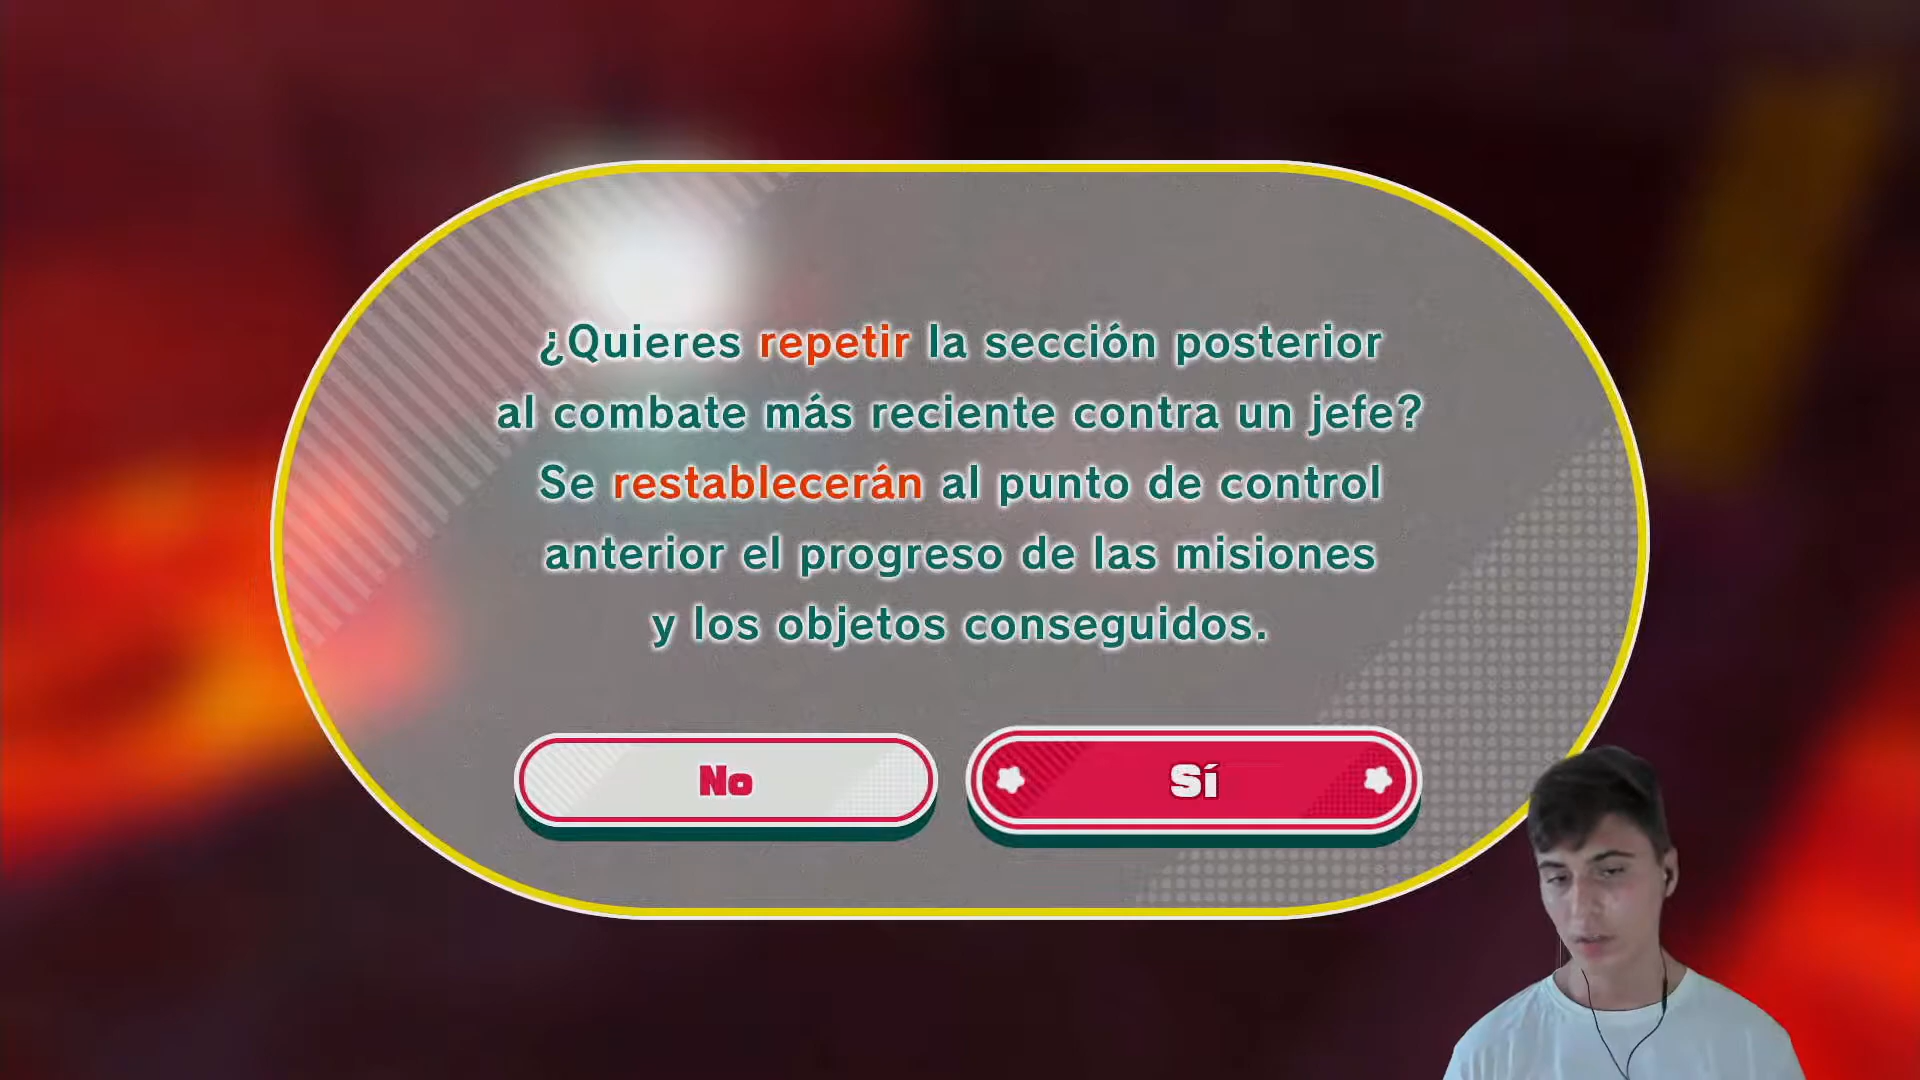 ¿Quieres repetir la sección posterior
al combate más reciente contra un jefe?
Se restablecerán al punto de control
anterior el progreso de las misiones
y los objetos conseguidos.
No
Sí